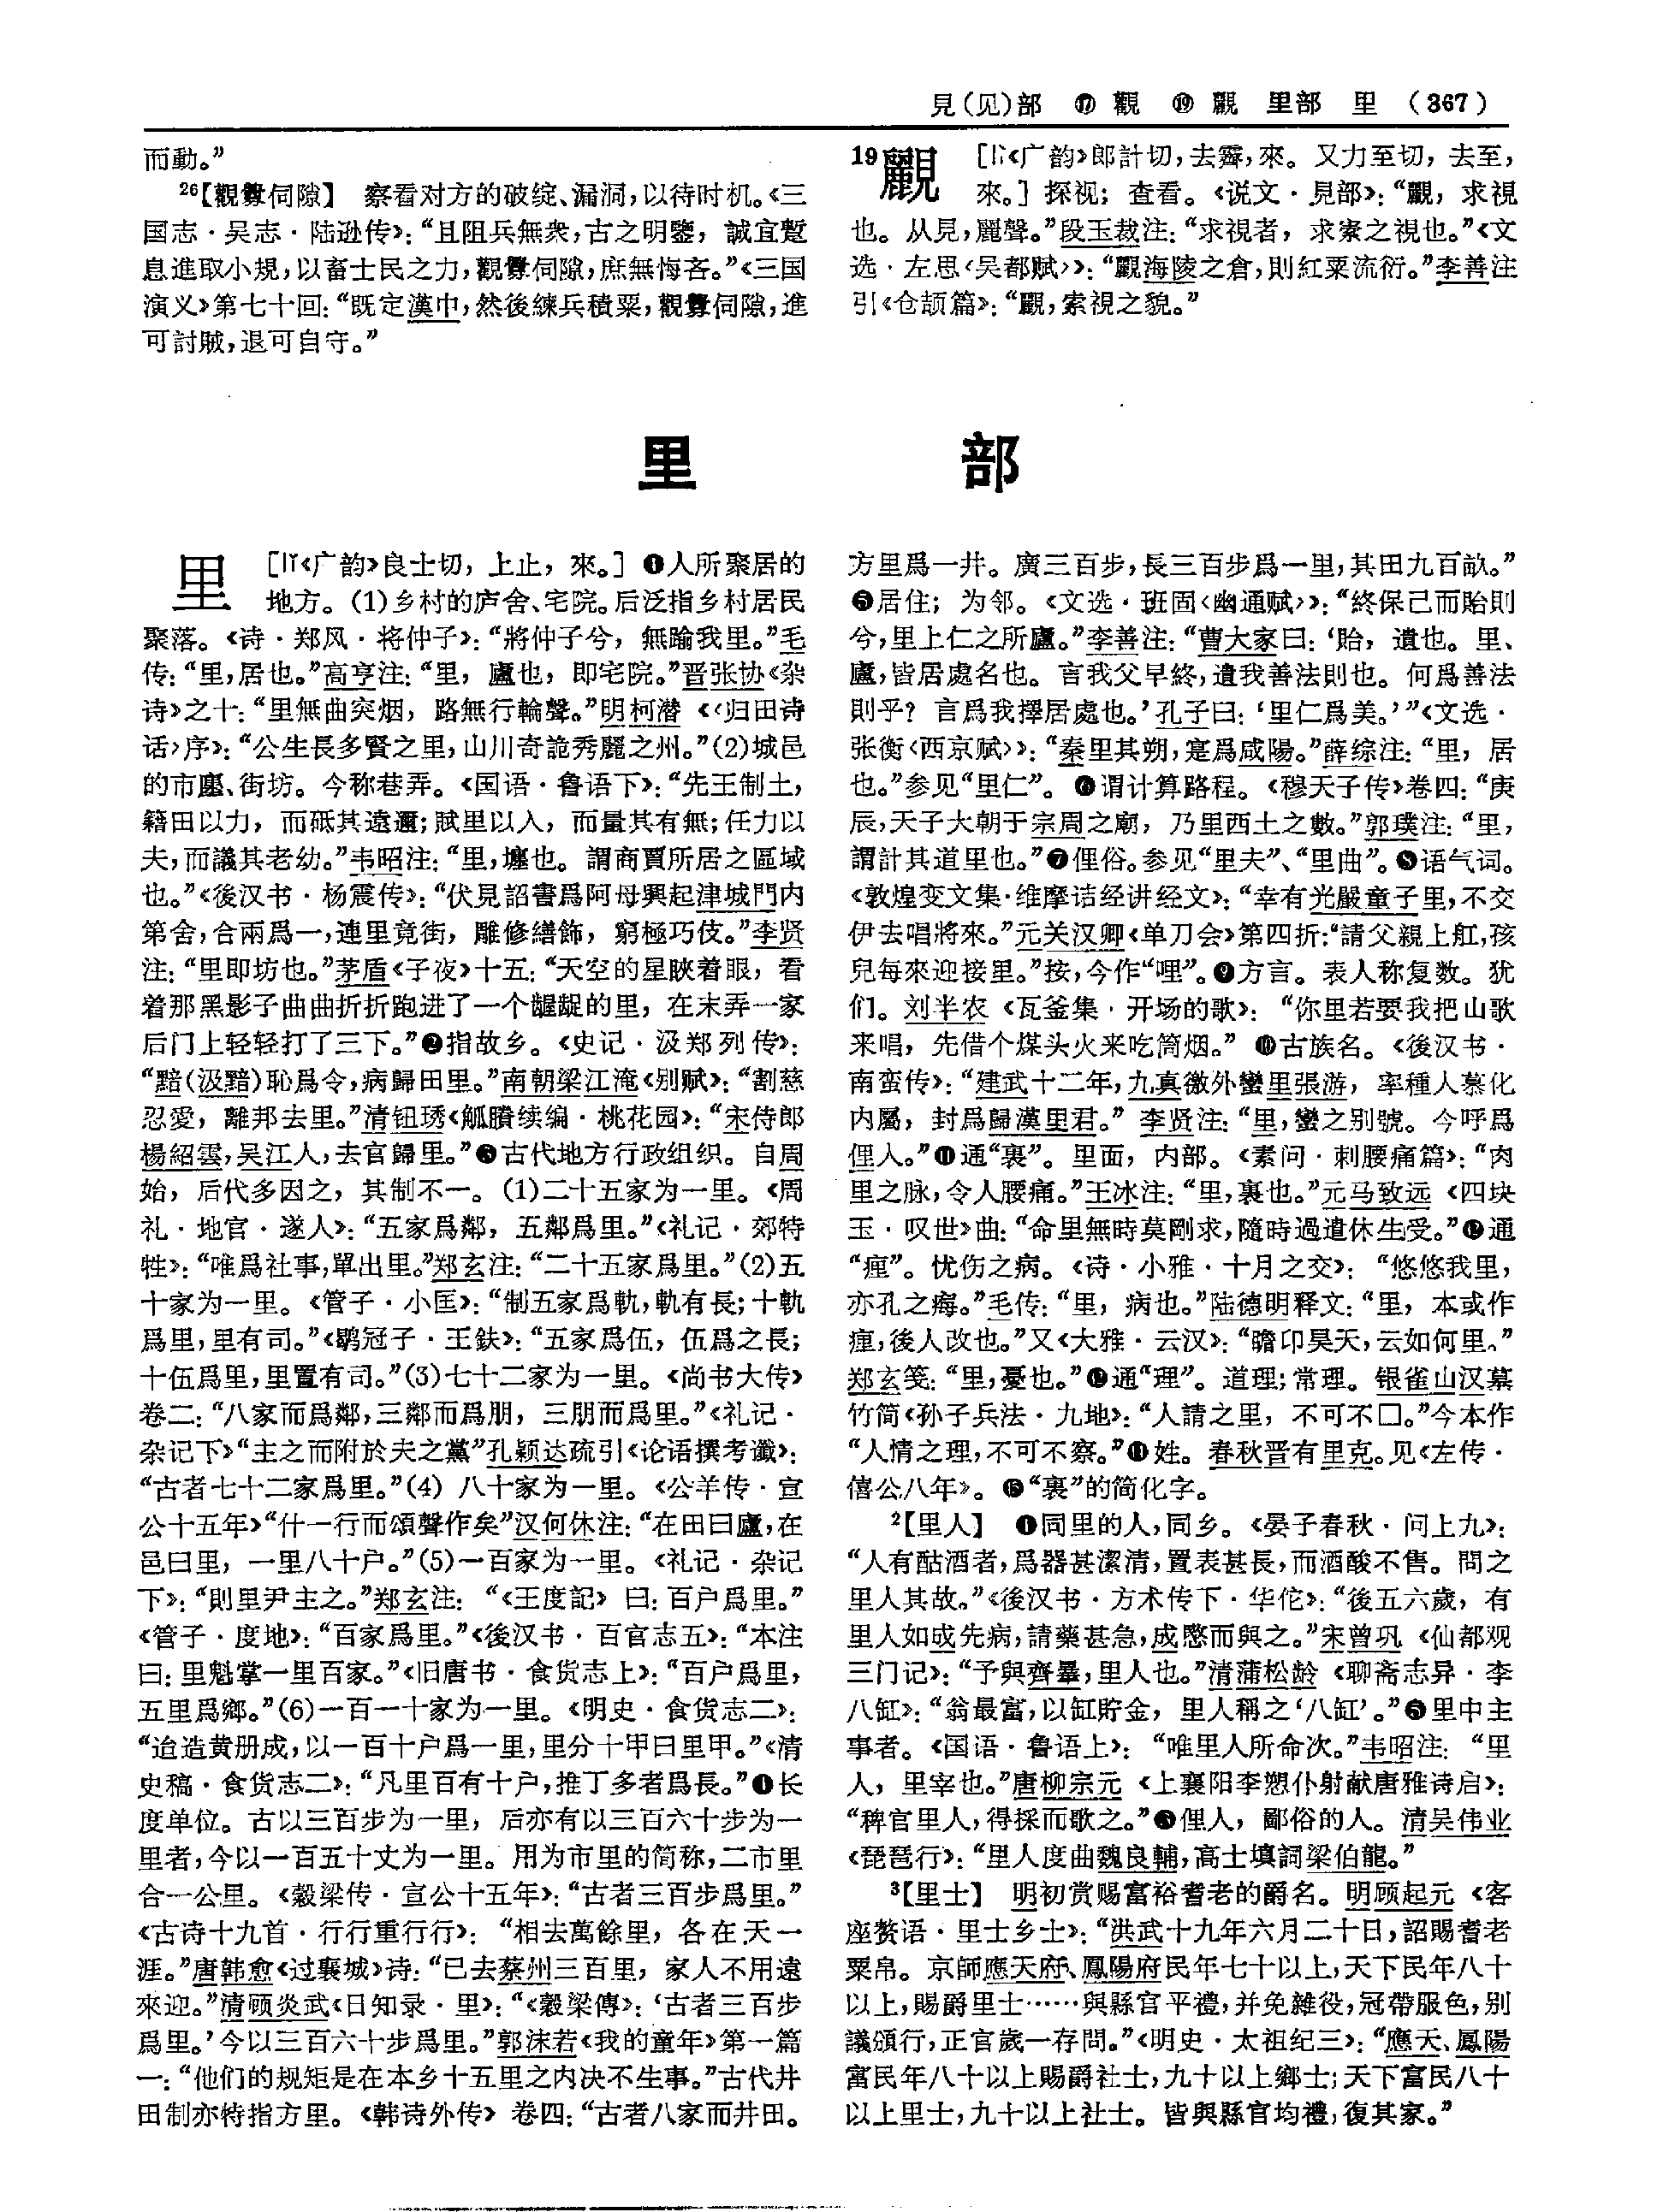 見(见)部 ⑰ 觀 ⑲ 觀 里部 里 (367)
而動。”
²⁶【觀釁伺隙】 察看对方的破绽、漏洞，以待时机。《三
国志·吴志·陆逊传》：“且阻兵無衆，古之明鑒，誠宜蹔
息進取小規，以畜士民之力，觀釁伺隙，庶無悔吝。”《三国
演义》第七十回：“既定漢中，然後練兵積粟，觀釁伺隙，進
可討賊，退可自守。”
19 觀 [《广韵》郎計切，去霽，來。又力至切，去至，
來。] 探视；查看。《说文·見部》：“觀，求視
也。从見，麗聲。”段玉裁注：“求視者，求索之視也。”《文
选·左思〈吴都赋〉》：“觀海陵之倉，則紅粟流衍。”李善注
引《仓颉篇》：“觀，索視之貌。”
里 部
里 [lǐ《广韵》良士切，上止，來。] ❶人所聚居的
地方。(1)乡村的庐舍、宅院。后泛指乡村居民
聚落。《诗·郑风·将仲子》：“將仲子兮，無踰我里。”毛
传：“里，居也。”高亨注：“里，廬也，即宅院。”晋张协《杂
诗》之十：“里無曲突烟，路無行輪聲。”明柯潜《〈归田诗
话〉序》：“公生長多賢之里，山川奇詭秀麗之州。”(2)城邑
的市廛、街坊。今称巷弄。《国语·鲁语下》：“先王制土，
籍田以力，而砥其遠邇；賦里以入，而量其有無；任力以
夫，而議其老幼。”韦昭注：“里，㕓也。謂商賈所居之區域
也。”《後汉书·杨震传》：“伏見詔書爲阿母興起津城門内
第舍，合兩爲一，連里竟街，雕修繕飾，窮極巧伎。”李贤
注：“里即坊也。”茅盾《子夜》十五：“天空的星䀹着眼，看
着那黑影子曲曲折折跑进了一个龌龊的里，在末弄一家
后门上轻轻打了三下。”❷指故乡。《史记·汲郑列传》：
“黯(汲黯)恥爲令，病歸田里。”南朝梁江淹《别赋》：“割慈
忍愛，離邦去里。”清钮琇《觚賸续编·桃花园》：“宋侍郎
楊紹雲，吴江人，去官歸里。”❸古代地方行政组织。自周
始，后代多因之，其制不一。(1)二十五家为一里。《周
礼·地官·遂人》：“五家爲鄰，五鄰爲里。”《礼记·郊特
牲》：“唯爲社事，單出里。”郑玄注：“二十五家爲里。”(2)五
十家为一里。《管子·小匡》：“制五家爲軌，軌有長；十軌
爲里，里有司。”《鹖冠子·王鈇》：“五家爲伍，伍爲之長；
十伍爲里，里置有司。”(3)七十二家为一里。《尚书大传》
卷二：“八家而爲鄰，三鄰而爲朋，三朋而爲里。”《礼记·
杂记下》“主之而附於夫之黨”孔颖达疏引《论语撰考谶》：
“古者七十二家爲里。”(4) 八十家为一里。《公羊传·宣
公十五年》“什一行而頌聲作矣”汉何休注：“在田曰廬，在
邑曰里，一里八十户。”(5)一百家为一里。《礼记·杂记
下》：“則里尹主之。”郑玄注：“《王度記》曰：百户爲里。”
《管子·度地》：“百家爲里。”《後汉书·百官志五》：“本注
曰：里魁掌一里百家。”《旧唐书·食货志上》：“百户爲里，
五里爲鄉。”(6)一百一十家为一里。《明史·食货志二》：
“迨造黄册成，以一百十户爲一里，里分十甲曰里甲。”《清
史稿·食货志二》：“凡里百有十户，推丁多者爲長。”❹长
度单位。古以三百步为一里，后亦有以三百六十步为一
里者，今以一百五十丈为一里。用为市里的简称，二市里
合一公里。《穀梁传·宣公十五年》：“古者三百步爲里。”
《古诗十九首·行行重行行》：“相去萬餘里，各在天一
涯。”唐韩愈《过襄城》诗：“已去蔡州三百里，家人不用遠
來迎。”清顾炎武《日知录·里》：“《穀梁傳》：‘古者三百步
爲里。’今以三百六十步爲里。”郭沫若《我的童年》第一篇
一：“他们的规矩是在本乡十五里之内决不生事。”古代井
田制亦特指方里。《韩诗外传》卷四：“古者八家而井田。
方里爲一井。廣三百步，長三百步爲一里，其田九百畝。”
❺居住；为邻。《文选·班固〈幽通赋〉》：“終保己而貽則
兮，里上仁之所廬。”李善注：“曹大家曰：‘貽，遺也。里、
廬，皆居處名也。言我父早終，遺我善法則也。何爲善法
則乎？言爲我擇居處也。’孔子曰：‘里仁爲美。’”《文选·
张衡〈西京赋〉》：“秦里其朔，寔爲咸陽。”薛综注：“里，居
也。”参见“里仁”。❻谓计算路程。《穆天子传》卷四：“庚
辰，天子大朝于宗周之廟，乃里西土之數。”郭璞注：“里，
謂計其道里也。”❼俚俗。参见“里夫”、“里曲”。❽语气词。
《敦煌变文集·维摩诘经讲经文》：“幸有光嚴童子里，不交
伊去唱將來。”元关汉卿《单刀会》第四折：“請父親上舡，孩
兒每來迎接里。”按，今作“哩”。❾方言。表人称复数。犹
们。刘半农《瓦釜集·开场的歌》：“你里若要我把山歌
来唱，先借个煤头火来吃筒烟。”❿古族名。《後汉书·
南蛮传》：“建武十二年，九真徼外蠻里張游，率種人慕化
内屬，封爲歸漢里君。”李贤注：“里，蠻之别號。今呼爲
俚人。”⓫通“裏”。里面，内部。《素问·刺腰痛篇》：“肉
里之脉，令人腰痛。”王冰注：“里，裏也。”元马致远《四块
玉·叹世》曲：“命里無時莫剛求，隨時過遣休生受。”⓬通
“悝”。忧伤之病。《诗·小雅·十月之交》：“悠悠我里，
亦孔之痗。”毛传：“里，病也。”陆德明释文：“里，本或作
㾖，後人改也。”又《大雅·云汉》：“瞻卬昊天，云如何里。”
郑玄笺：“里，憂也。”⓭通“理”。道理；常理。银雀山汉墓
竹简《孙子兵法·九地》：“人請之里，不可不□。”今本作
“人情之理，不可不察。”⓮姓。春秋晋有里克。见《左传·
僖公八年》。⓯“裏”的简化字。
²【里人】 ❶同里的人，同乡。《晏子春秋·问上九》：
“人有酤酒者，爲器甚潔清，置表甚長，而酒酸不售。問之
里人其故。”《後汉书·方术传下·华佗》：“後五六歲，有
里人如成先病，請藥甚急，成愍而與之。”宋曾巩《仙都观
三门记》：“予與齊羣，里人也。”清蒲松龄《聊斋志异·李
八缸》：“翁最富，以缸貯金，里人稱之‘八缸’。”❷里中主
事者。《国语·鲁语上》：“唯里人所命次。”韦昭注：“里
人，里宰也。”唐柳宗元《上襄阳李愬仆射献唐雅诗启》：
“稗官里人，得採而歌之。”❸俚人，鄙俗的人。清吴伟业
《琵琶行》：“里人度曲魏良輔，高士填詞梁伯龍。”
³【里士】 明初赏赐富裕耆老的爵名。明顾起元《客
座赘语·里士乡士》：“洪武十九年六月二十日，詔賜耆老
粟帛。京師應天府、鳳陽府民年七十以上，天下民年八十
以上，賜爵里士……與縣官平禮，并免雜役，冠帶服色，别
議頒行，正官歲一存問。”《明史·太祖纪三》：“應天、鳳陽
富民年八十以上賜爵社士，九十以上鄉士；天下富民八十
以上里士，九十以上社士。皆與縣官均禮，復其家。”